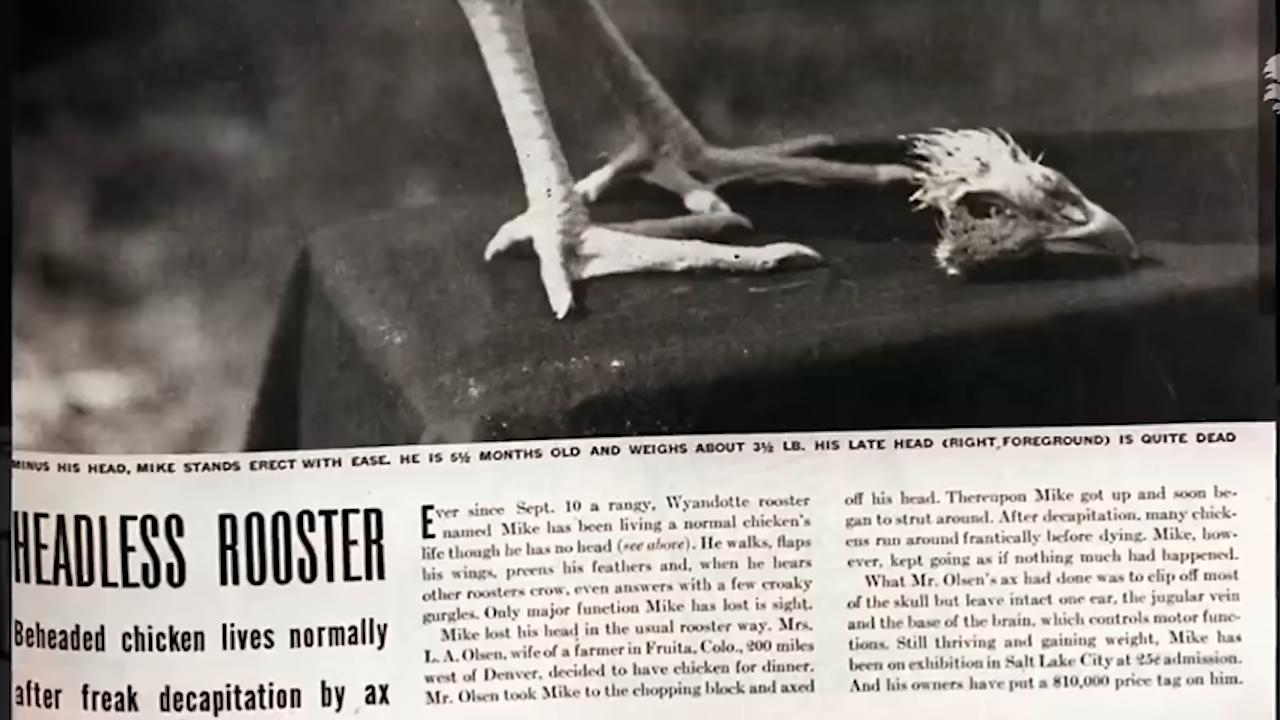 MINUS HIS HEAD, MIKE STANDS ERECT WITH EASE. HE IS 5½ MONTHS OLD AND WEIGHS ABOUT 3½ LB. HIS LATE HEAD (RIGHT, FOREGROUND) IS QUITE DEAD
HEADLESS ROOSTER
Beheaded chicken lives normally
after freak decapitation by ax
Ever since Sept. 10 a rangy, Wyandotte rooster
named Mike has been living a normal chicken's
life though he has no head (see above). He walks, flaps
his wings, preens his feathers and, when he hears
other roosters crow, even answers with a few croaky
gurgles. Only major function Mike has lost is sight.
Mike lost his head in the usual rooster way. Mrs.
L. A. Olsen, wife of a farmer in Fruita, Colo., 200 miles
west of Denver, decided to have chicken for dinner.
Mr. Olsen took Mike to the chopping block and axed
off his head. Thereupon Mike got up and soon be-
gan to strut around. After decapitation, many chick-
ens run around frantically before dying. Mike, how-
ever, kept going as if nothing much had happened.
What Mr. Olsen's ax had done was to clip off most
of the skull but leave intact one ear, the jugular vein
and the base of the brain, which controls motor func-
tions. Still thriving and gaining weight, Mike has
been on exhibition in Salt Lake City at 25¢ admission.
And his owners have put a $10,000 price tag on him.